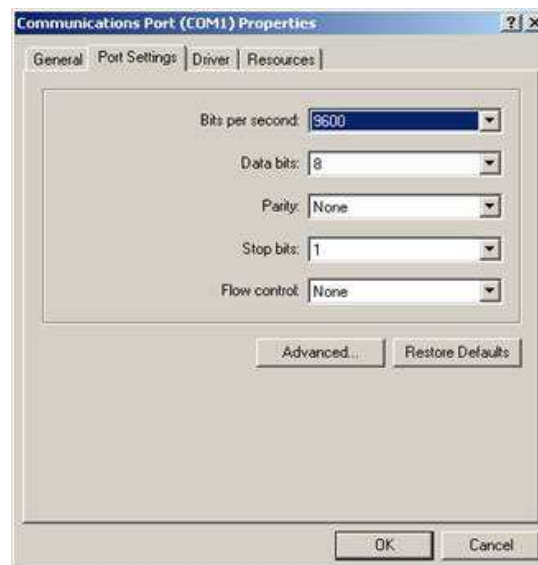 Communications Port (COM1) Properties
General Port Settings Driver Resources
Bits per second: 9600
Data bits: 8
Parity: None
Stop bits: 1
Flow control: None
Advanced... Restore Defaults
OK Cancel